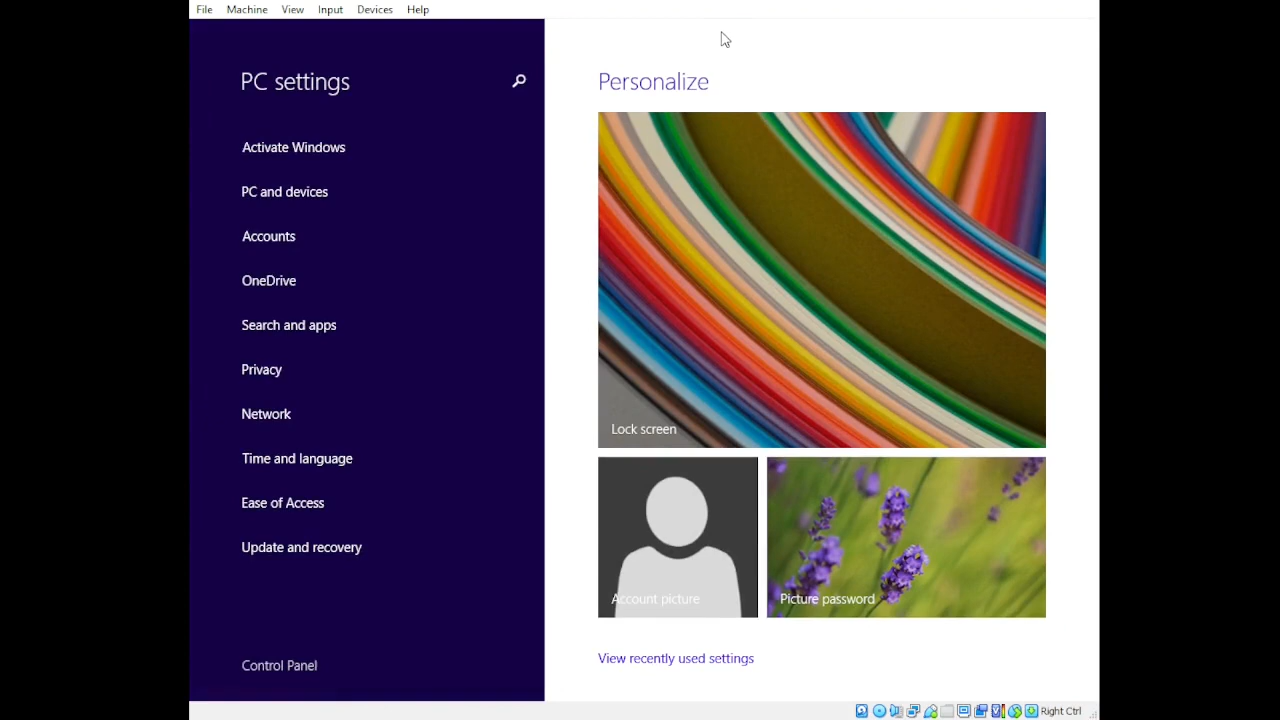 File Machine View Input Devices Help
PC settings
Activate Windows
PC and devices
Accounts
OneDrive
Search and apps
Privacy
Network
Time and language
Ease of Access
Update and recovery
Control Panel
Personalize
Lock screen
Account picture
Picture password
View recently used settings
Right Ctrl